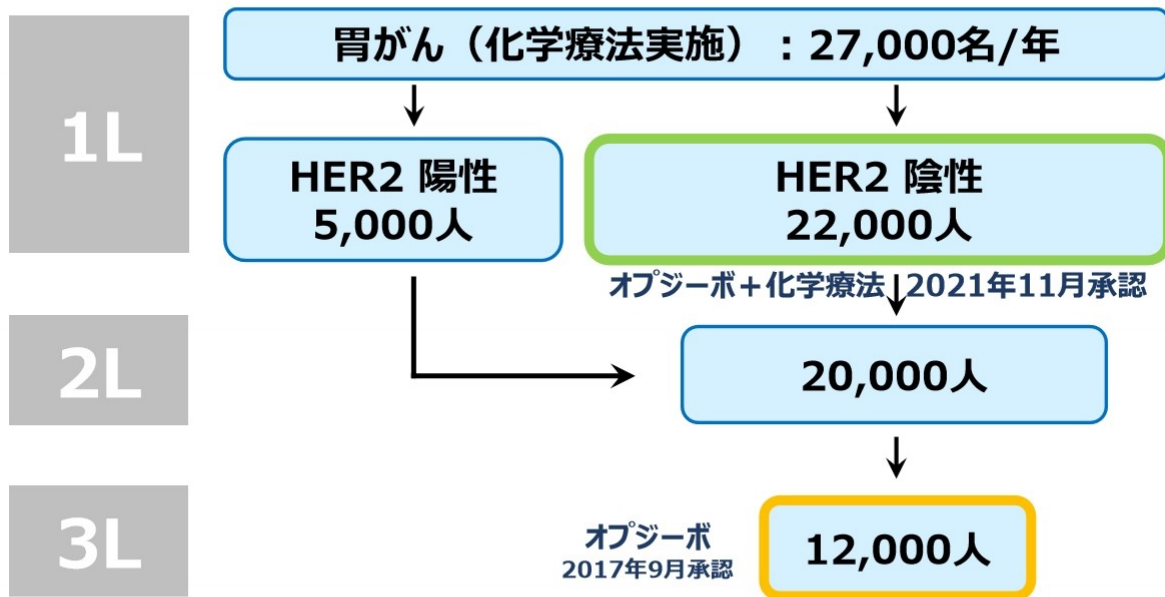 1L
胃がん（化学療法実施）：27,000名/年
HER2 陽性
5,000人
HER2 陰性
22,000人
オプジーボ＋化学療法 2021年11月承認
2L
20,000人
3L
オプジーボ
2017年9月承認
12,000人